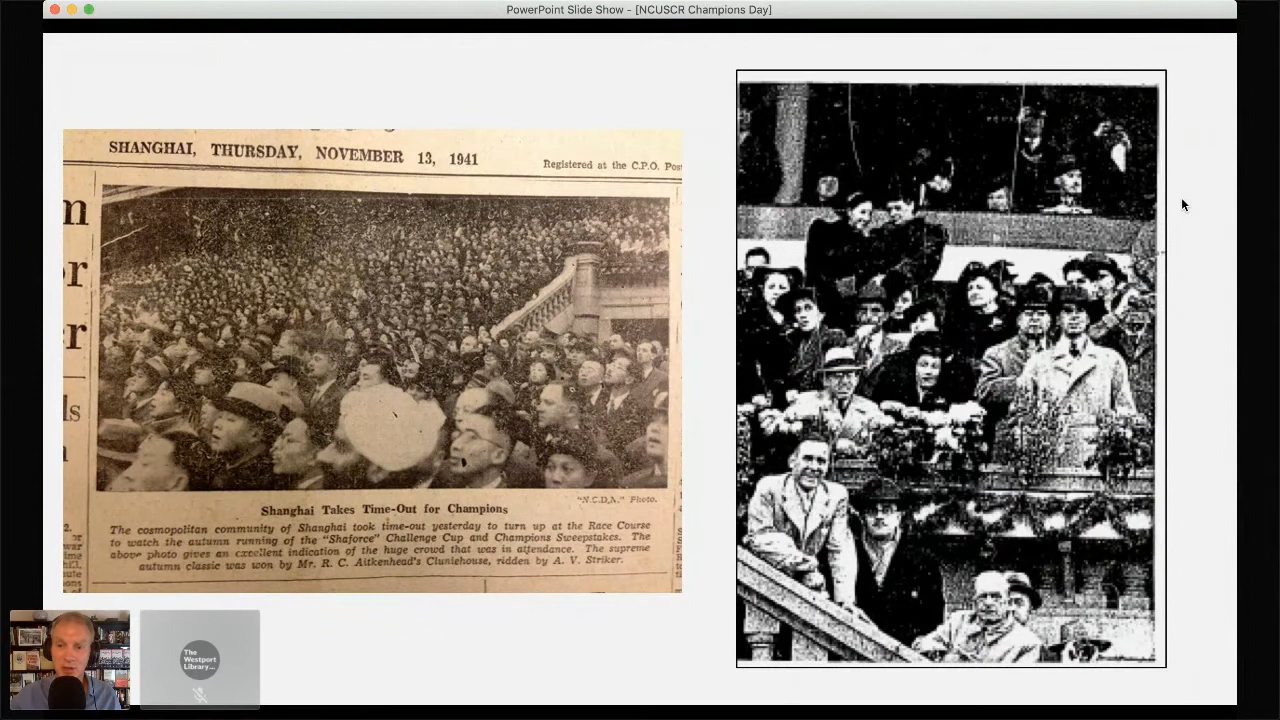 PowerPoint Slide Show - [NCUSCR Champions Day]
SHANGHAI, THURSDAY, NOVEMBER 13, 1941
Registered at the C.P.O. Pos
m
or
er
ls
"N.C.D.N." Photo.
Shanghai Takes Time-Out for Champions
The cosmopolitan community of Shanghai took time-out yesterday to turn up at the Race Course
to watch the autumn running of the "Shaforce" Challenge Cup and Champions Sweepstakes. The
above photo gives an excellent indication of the huge crowd that was in attendance. The supreme
autumn classic was won by Mr. R. C. Aitkenhead's Cluniehouse, ridden by A. V. Striker.
The
Westport
Library...